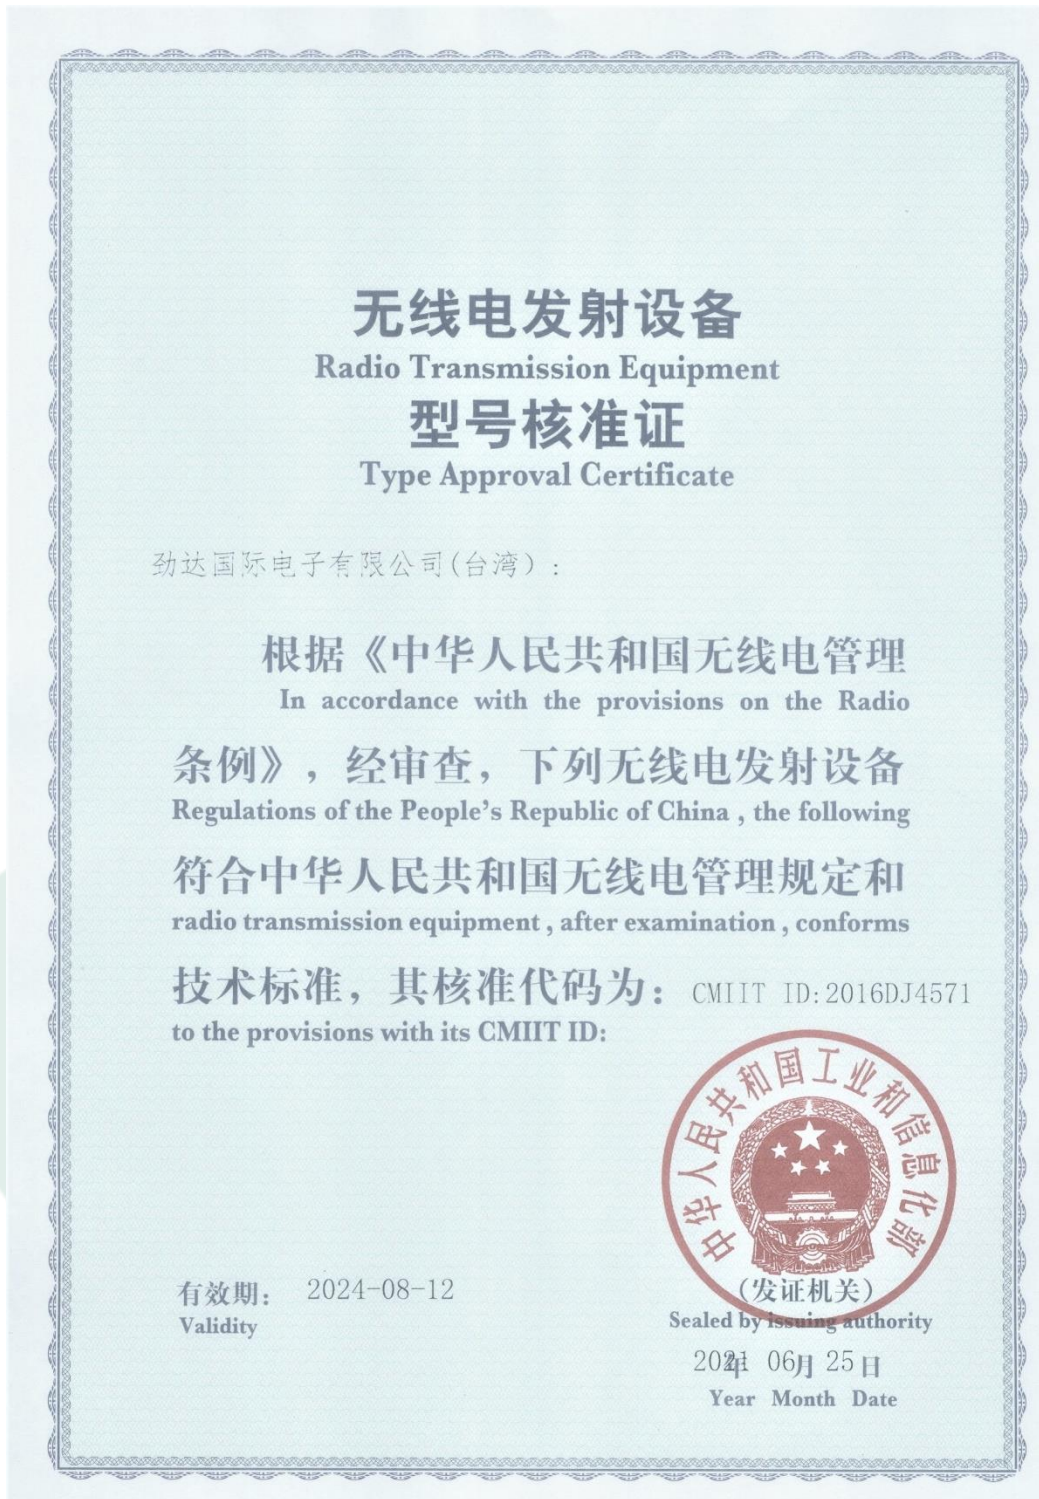 无线电发射设备
Radio Transmission Equipment
型号核准证
Type Approval Certificate
劲达国际电子有限公司(台湾）:
根据《中华人民共和国无线电管理
In accordance with the provisions on the Radio
条例》，经审查，下列无线电发射设备
Regulations of the People's Republic of China , the following
符合中华人民共和国无线电管理规定和
radio transmission equipment , after examination , conforms
技术标准，其核准代码为：CMIIT ID:2016DJ4571
to the provisions with its CMIIT ID:
中华人民共和国工业和信息化部
有效期： 2024-08-12
Validity
（发证机关）
Sealed by issuing authority
2021年 06月 25日
Year Month Date